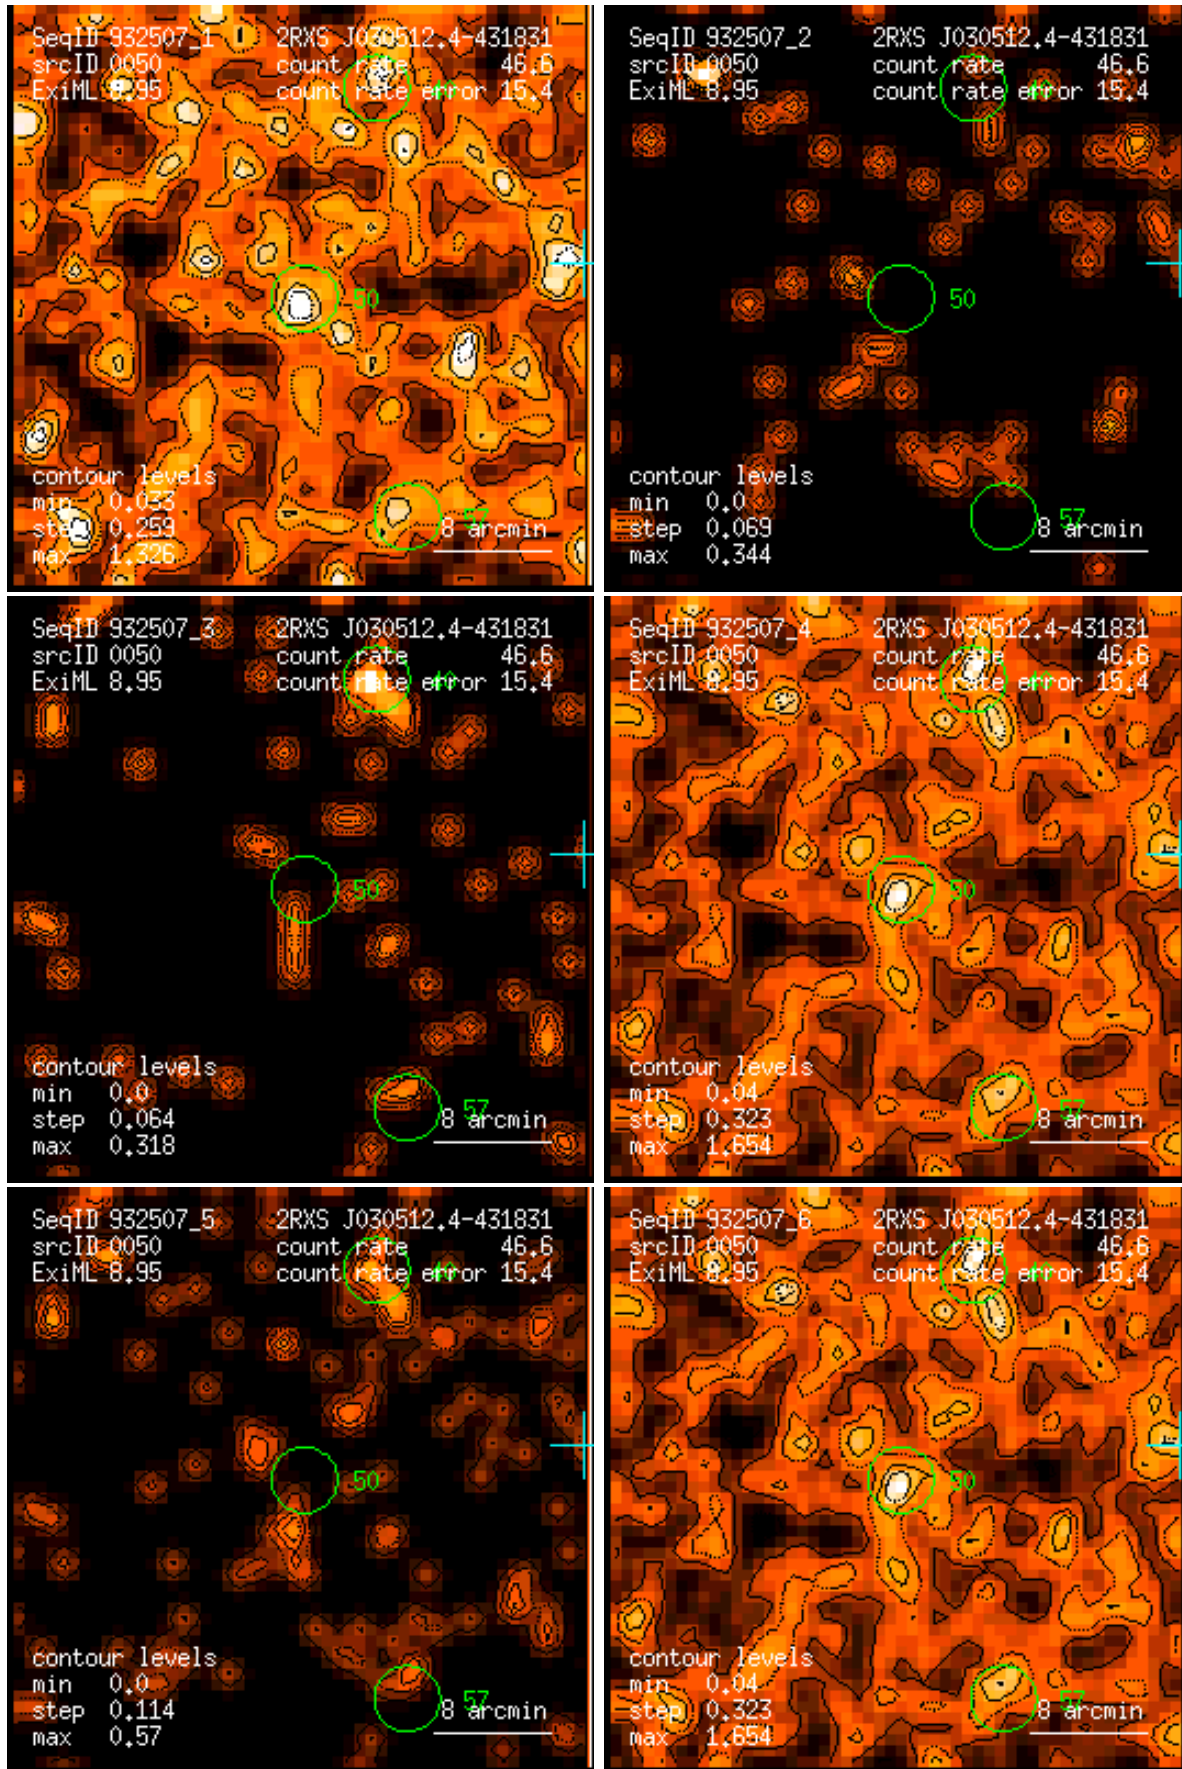 SeqID 932507_1 2RXS J030512.4-431831
srcID 0050 count rate 46.6
ExiML 8.95 count rate error 15.4
50
contour levels
min 0.033
step 0.259
max 1.326
57
8 arcmin
SeqID 932507_2 2RXS J030512.4-431831
srcID 0050 count rate 46.6
ExiML 8.95 count rate error 15.4
50
contour levels
min 0.0
step 0.069
max 0.344
57
8 arcmin
SeqID 932507_3 2RXS J030512.4-431831
srcID 0050 count rate 46.6
ExiML 8.95 count rate error 15.4
50
contour levels
min 0.0
step 0.064
max 0.318
57
8 arcmin
SeqID 932507_4 2RXS J030512.4-431831
srcID 0050 count rate 46.6
ExiML 8.95 count rate error 15.4
50
contour levels
min 0.04
step 0.323
max 1.654
57
8 arcmin
SeqID 932507_5 2RXS J030512.4-431831
srcID 0050 count rate 46.6
ExiML 8.95 count rate error 15.4
50
contour levels
min 0.0
step 0.114
max 0.57
57
8 arcmin
SeqID 932507_6 2RXS J030512.4-431831
srcID 0050 count rate 46.6
ExiML 8.95 count rate error 15.4
50
contour levels
min 0.04
step 0.323
max 1.654
57
8 arcmin